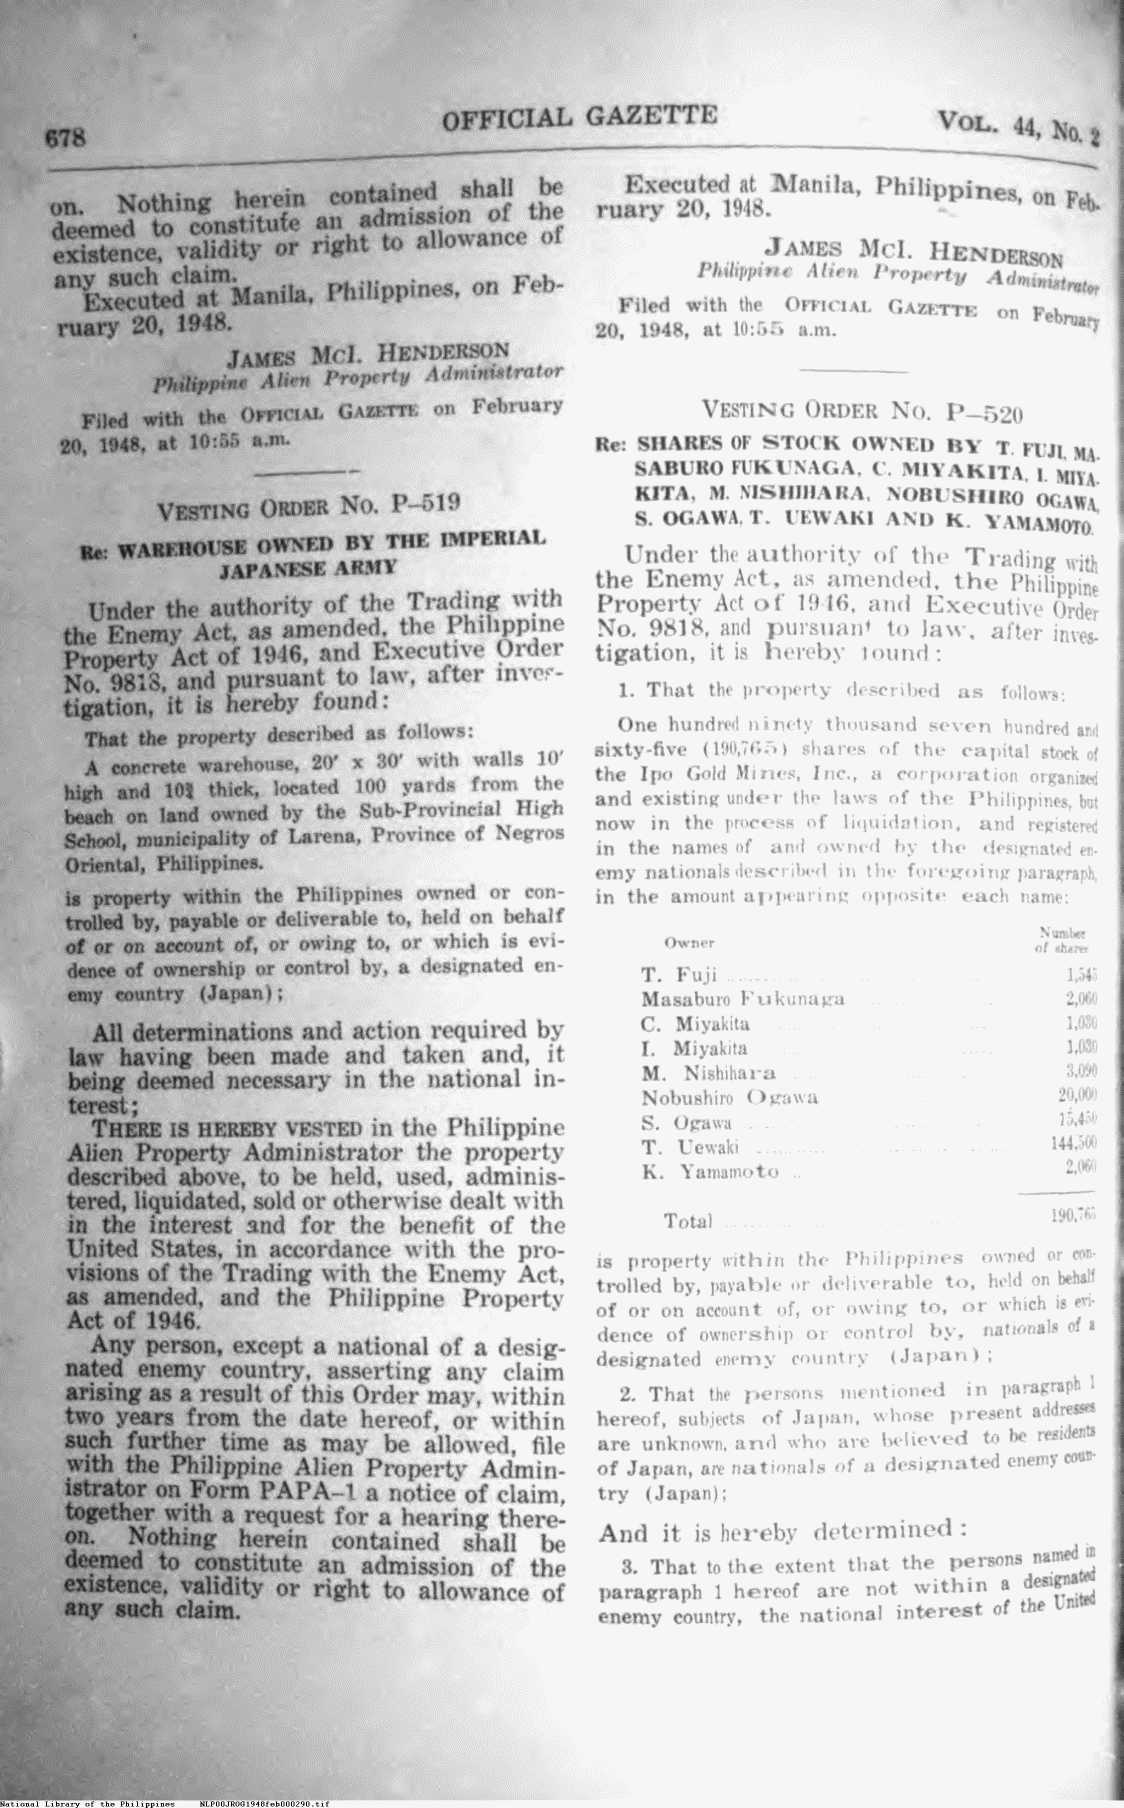 678
OFFICIAL GAZETTE
VOL. 44, No. 2
on. Nothing herein contained shall be
deemed to constitute an admission of the
existence, validity or right to allowance of
any such claim.
Executed at Manila, Philippines, on Feb-
ruary 20, 1948.
JAMES MCI. HENDERSON
Philippine Alien Property Administrator
Filed with the OFFICIAL GAZETTE on February
20, 1948, at 10:55 a.m.
VESTING ORDER NO. P–519
Re: WAREHOUSE OWNED BY THE IMPERIAL
JAPANESE ARMY
Under the authority of the Trading with
the Enemy Act, as amended, the Philippine
Property Act of 1946, and Executive Order
No. 9818, and pursuant to law, after inves-
tigation, it is hereby found:
That the property described as follows:
A concrete warehouse, 20′ x 30′ with walls 10′
high and thick, located 100 yards from the
beach on land owned by the Sub-Provincial High
School, municipality of Larena, Province of Negros
Oriental, Philippines.
is property within the Philippines owned or con-
trolled by, payable or deliverable to, held on behalf
of or on account of, or owing to, or which is evi-
dence of ownership or control by, a designated en-
emy country (Japan);
All determinations and action required by
law having been made and taken and, it
being deemed necessary in the national in-
terest;
THERE IS HEREBY VESTED in the Philippine
Alien Property Administrator the property
described above, to be held, used, adminis-
tered, liquidated, sold or otherwise dealt with
in the interest and for the benefit of the
United States, in accordance with the pro-
visions of the Trading with the Enemy Act,
as amended, and the Philippine Property
Act of 1946.
Any person, except a national of a desig-
nated enemy country, asserting any claim
arising as a result of this Order may, within
two years from the date hereof, or within
such further time as may be allowed, file
with the Philippine Alien Property Admin-
istrator on Form PAPA–1 a notice of claim,
together with a request for a hearing there-
on. Nothing herein contained shall be
deemed to constitute an admission of the
existence, validity or right to allowance of
any such claim.
Executed at Manila, Philippines, on Feb-
ruary 20, 1948.
JAMES MCI. HENDERSON
Philippine Alien Property Administrator
Filed with the OFFICIAL GAZETTE on February
20, 1948, at 10:55 a.m.
VESTING ORDER NO. P–520
Re: SHARES OF STOCK OWNED BY T. FUJI, MA-
SABURO FUKUNAGA, C. MIYAKITA, I. MIYA-
KITA, M. NISHIHARA, NOBUSHIRO OGAWA,
S. OGAWA, T. UEWAKI AND K. YAMAMOTO.
Under the authority of the Trading with
the Enemy Act, as amended, the Philippine
Property Act of 1946, and Executive Order
No. 9818, and pursuant to law, after inves-
tigation, it is hereby found:
1. That the property described as follows:
One hundred ninety thousand seven hundred and
sixty-five (190,765) shares of the capital stock of
the Ipo Gold Mines, Inc., a corporation organized
and existing under the laws of the Philippines, but
now in the process of liquidation, and registered
in the names of and owned by the designated en-
emy nationals described in the foregoing paragraph,
in the amount appearing opposite each name:
Owner
Number
of shares
T. Fuji 1,545
Masaburo Fukunaga 2,060
C. Miyakita 1,030
I. Miyakita 1,030
M. Nishihara 3,090
Nobushiro Ogawa 20,000
S. Ogawa 15,450
T. Uewaki 144,500
K. Yamamoto 2,060
Total 190,765
is property within the Philippines owned or con-
trolled by, payable or deliverable to, held on behalf
of or on account of, or owing to, or which is evi-
dence of ownership or control by, nationals of a
designated enemy country (Japan);
2. That the persons mentioned in paragraph 1
hereof, subjects of Japan, whose present addresses
are unknown, and who are believed to be residents
of Japan, are nationals of a designated enemy coun-
try (Japan);
And it is hereby determined:
3. That to the extent that the persons named in
paragraph 1 hereof are not within a designated
enemy country, the national interest of the United
National Library of the Philippines NLP00JROG1948feb000290.tif